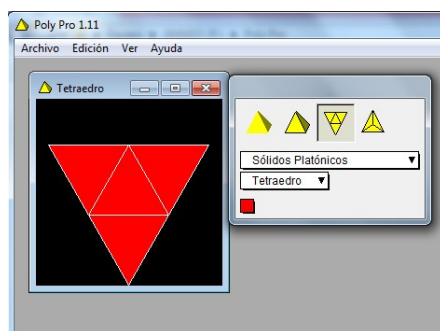 Poly Pro 1.11
Archivo Edición Ver Ayuda
Tetraedro
Sólidos Platónicos
Tetraedro